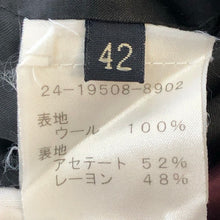 42
24-19508-8902
表地
ウール 100%
裏地
アセテート 52%
レーヨン 48%